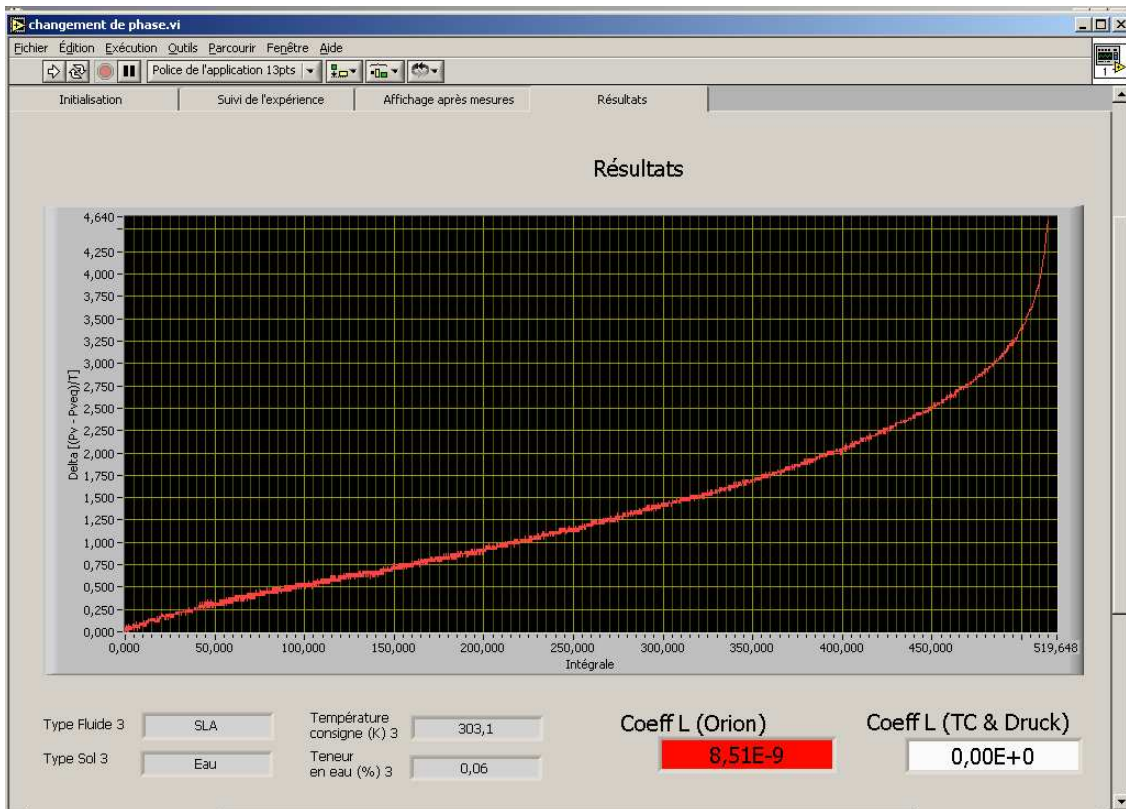 changement de phase.vi
Fichier Édition Exécution Outils Parcourir Fenêtre Aide
Police de l'application 13pts
1
Initialisation Suivi de l'expérience Affichage après mesures Résultats
Résultats
4,640
4,250
4,000
3,750
3,500
3,250
3,000
2,750
2,500
2,250
2,000
1,750
1,500
1,250
1,000
0,750
0,500
0,250
0,000
Delta [(Pv - Pveq)/T]
0,000 50,000 100,000 150,000 200,000 250,000 300,000 350,000 400,000 450,000 519,648
Intégrale
Type Fluide 3 SLA
Type Sol 3 Eau
Température
consigne (K) 3 303,1
Teneur
en eau (%) 3 0,06
Coeff L (Orion) Coeff L (TC & Druck)
8,51E-9 0,00E+0